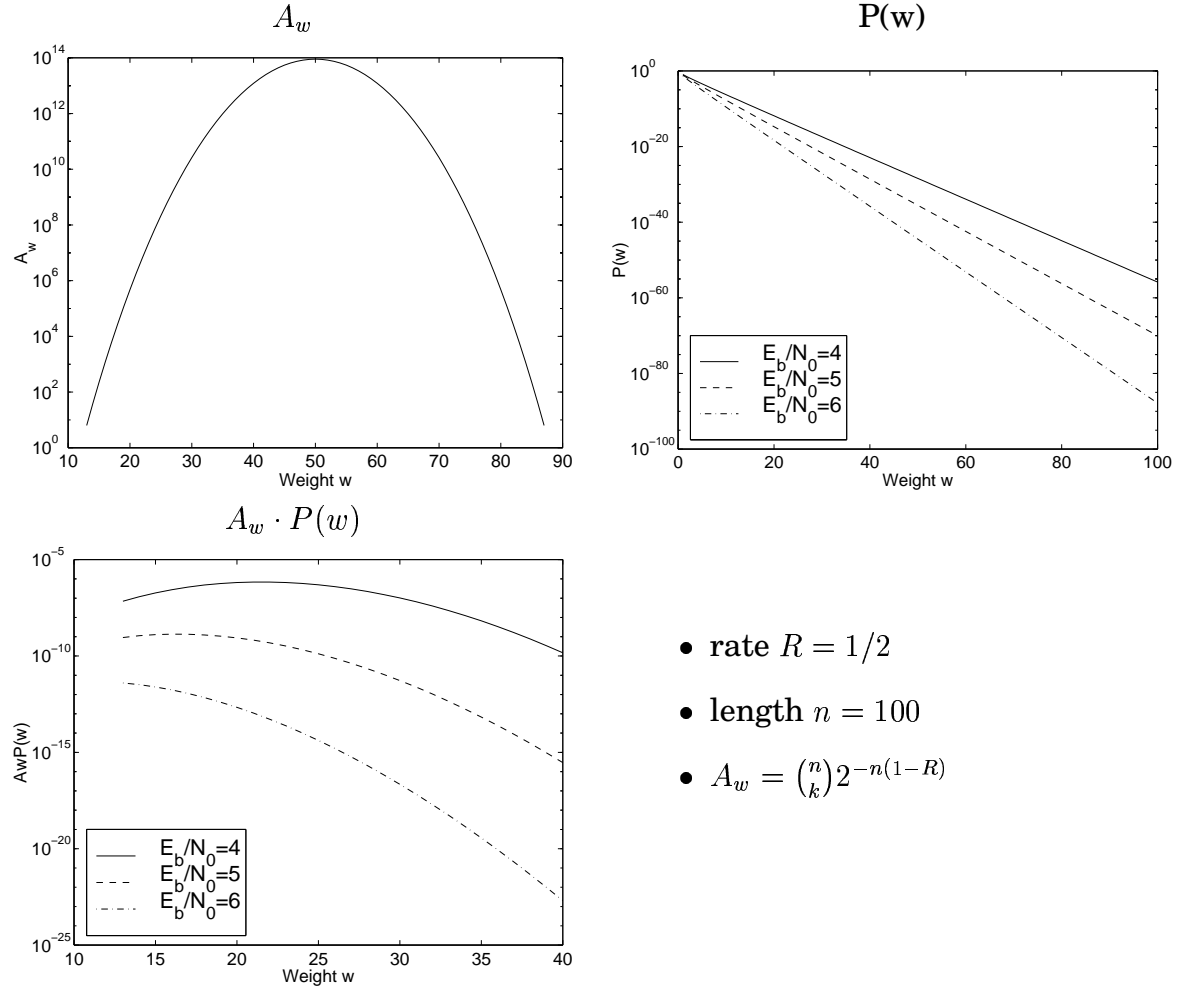 A_w
10^14
10^12
10^10
10^8
10^6
10^4
10^2
10^0
A_w
10 20 30 40 50 60 70 80 90
Weight w
P(w)
10^0
10^−20
10^−40
10^−60
10^−80
10^−100
P(w)
E_b/N_0=4
E_b/N_0=5
E_b/N_0=6
0 20 40 60 80 100
Weight w
A_w · P(w)
10^−5
10^−10
10^−15
10^−20
10^−25
AwP(w)
E_b/N_0=4
E_b/N_0=5
E_b/N_0=6
10 15 20 25 30 35 40
Weight w
• rate R = 1/2
• length n = 100
• A_w = (n k) 2^{−n(1−R)}